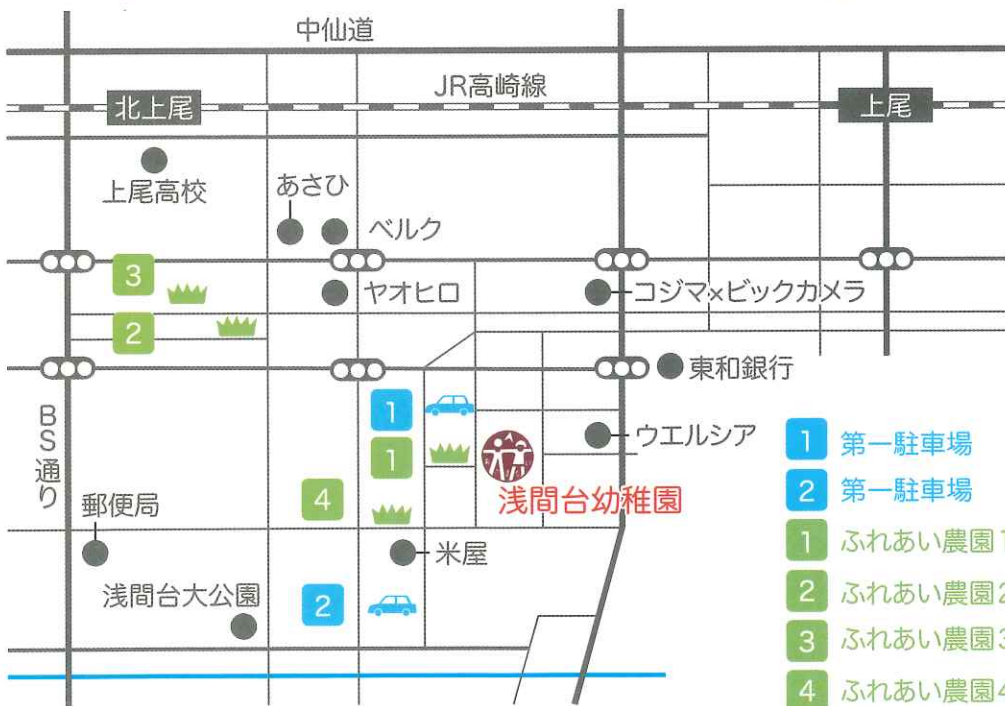 中仙道
JR高崎線
北上尾
上尾
上尾高校
あさひ
ベルク
3
ヤオヒロ
コジマ×ビックカメラ
2
東和銀行
BS通り
1
1
ウエルシア
4
浅間台幼稚園
郵便局
米屋
浅間台大公園
2
1 第一駐車場
2 第一駐車場
1 ふれあい農園1
2 ふれあい農園2
3 ふれあい農園3
4 ふれあい農園4